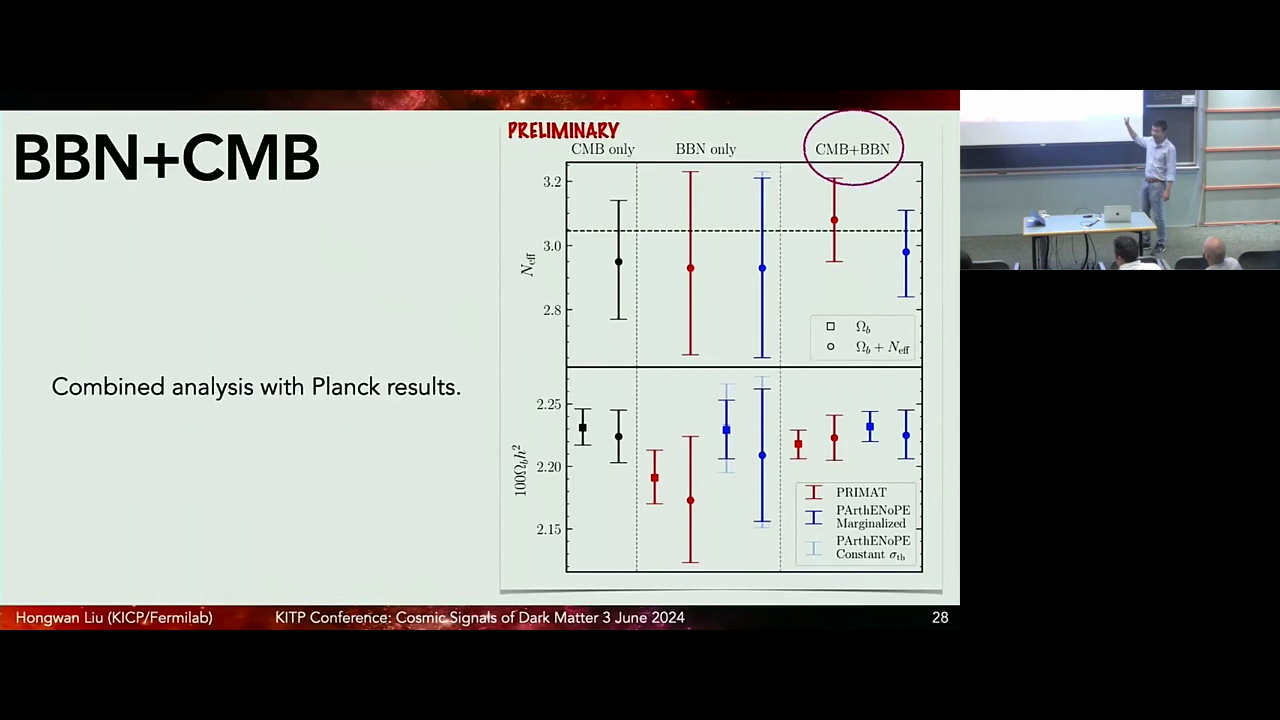 BBN+CMB
Combined analysis with Planck results.
PRELIMINARY
CMB only
BBN only
CMB+BBN
3.2
3.0
2.8
N_eff
Ω_b
Ω_b + N_eff
2.25
2.20
2.15
100Ω_b h²
PRIMAT
PArthENoPE
Marginalized
PArthENoPE
Constant σ_th
Hongwan Liu (KICP/Fermilab)
KITP Conference: Cosmic Signals of Dark Matter 3 June 2024
28